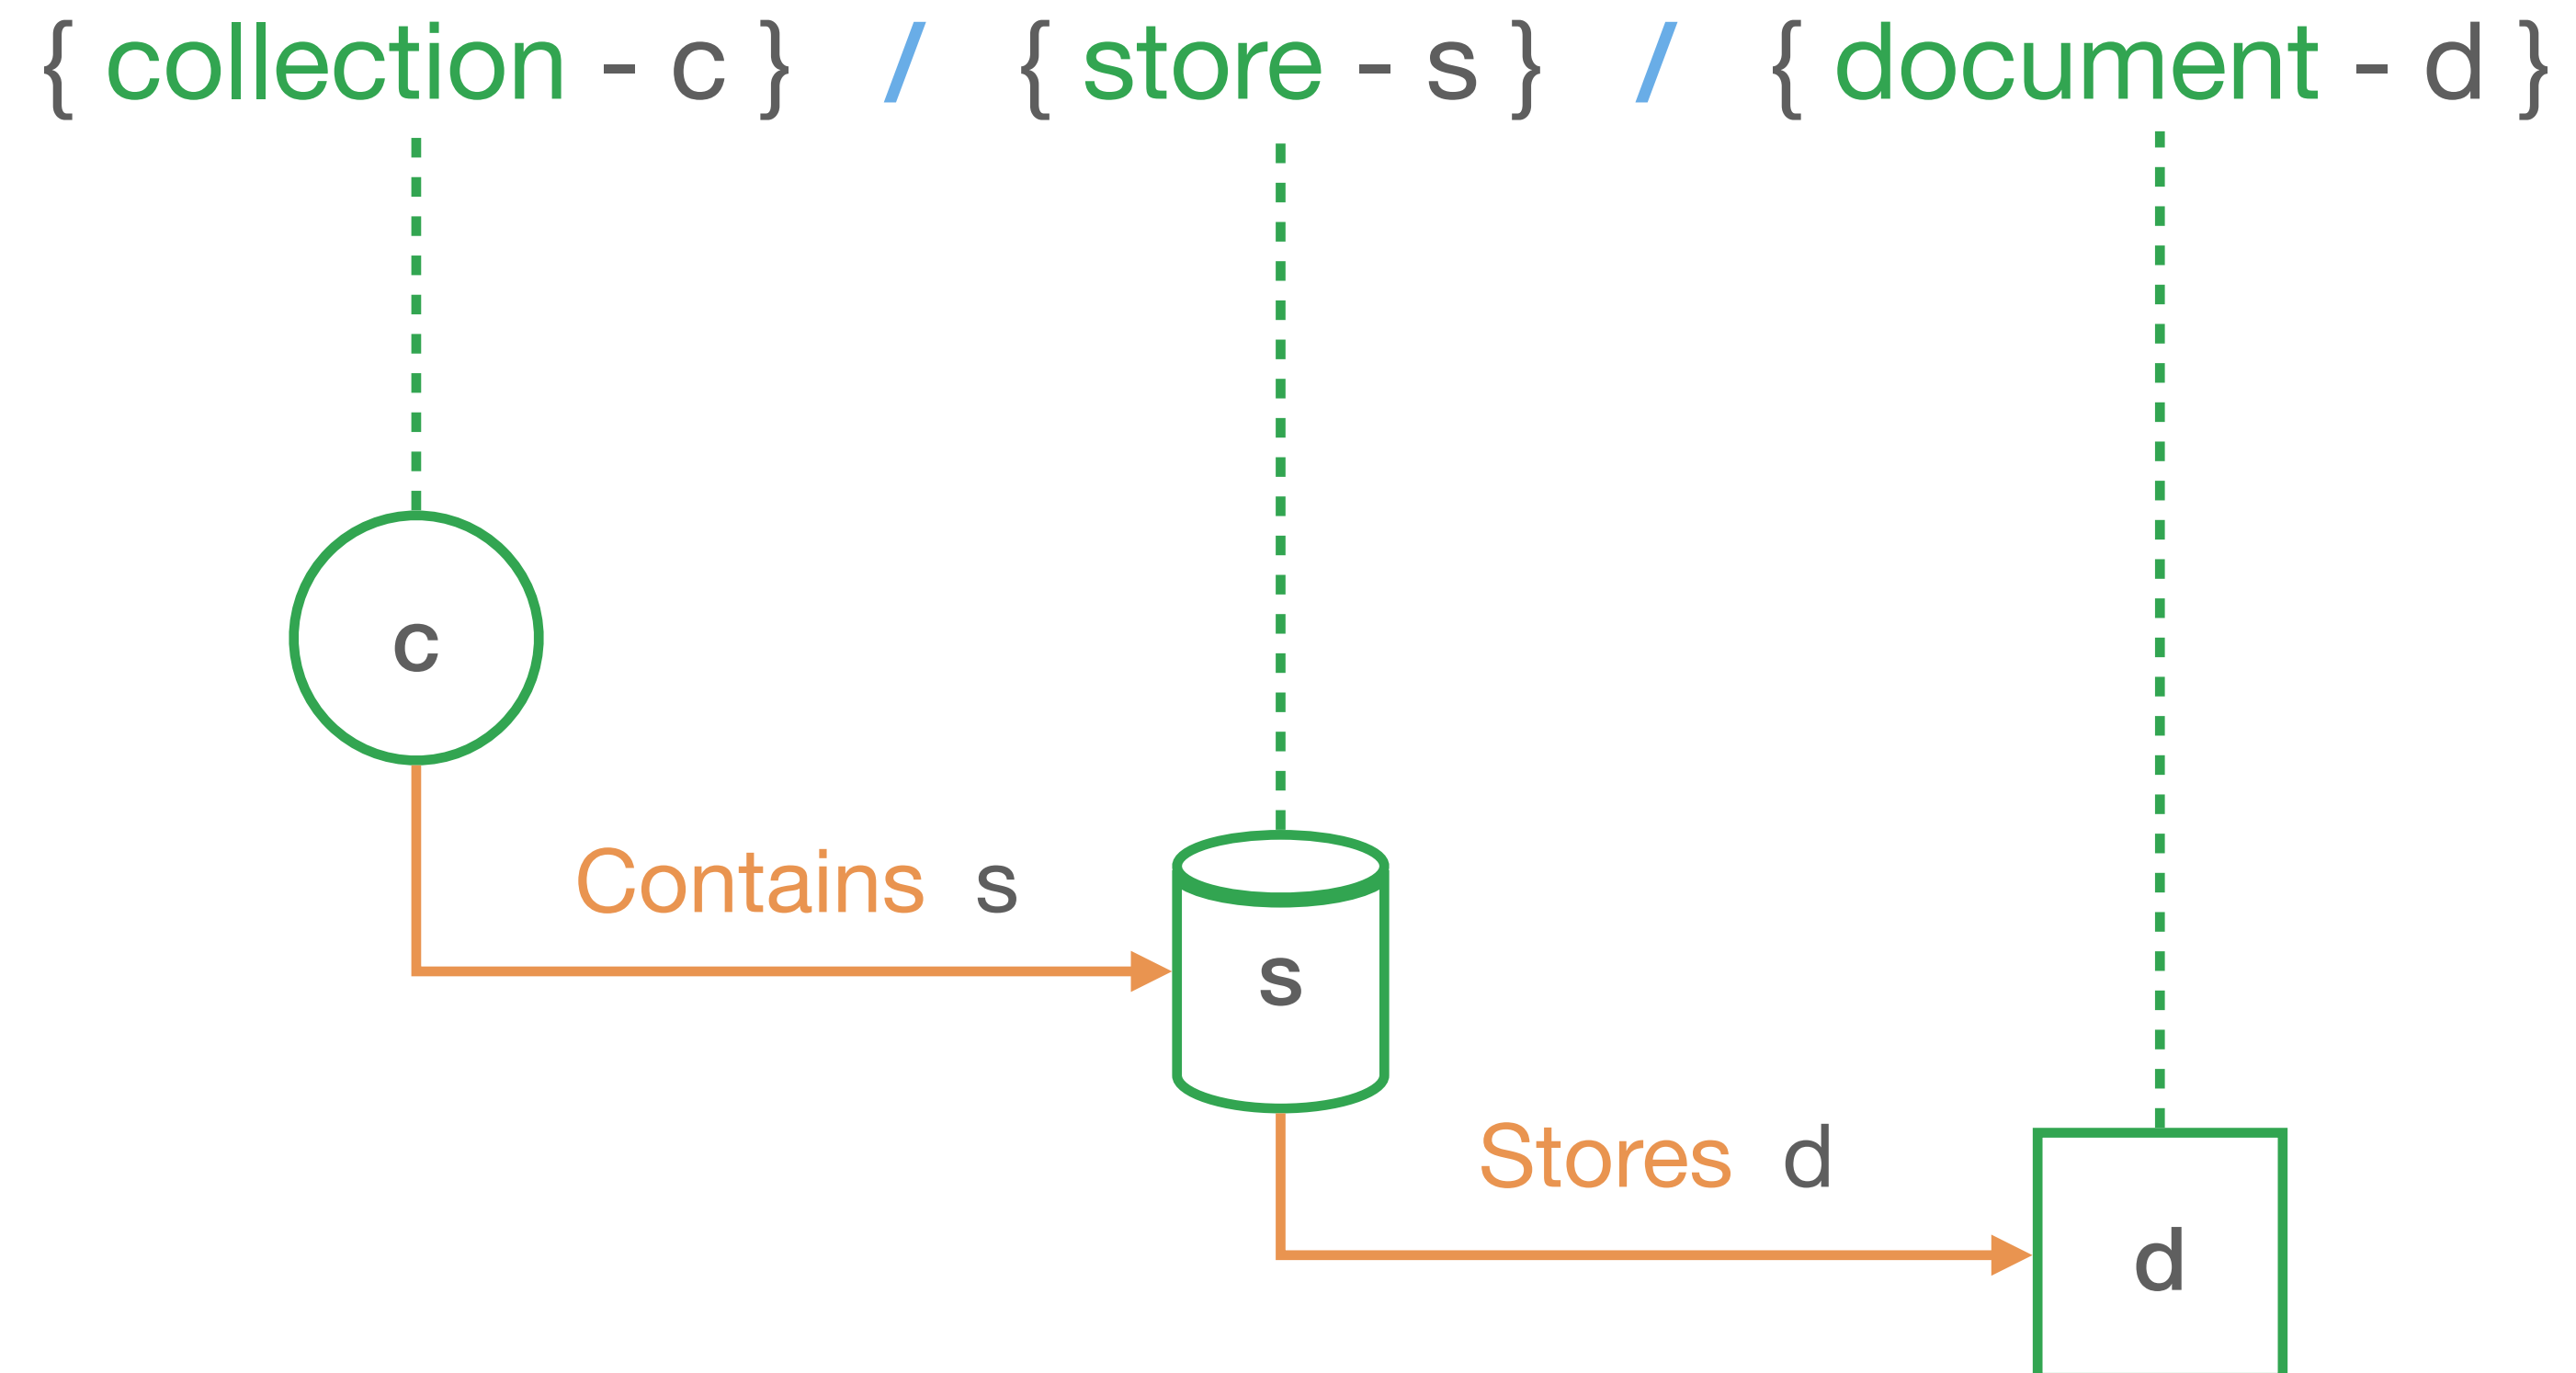 { collection - c } / { store - s } / { document - d }
c
Contains s
s
Stores d
d